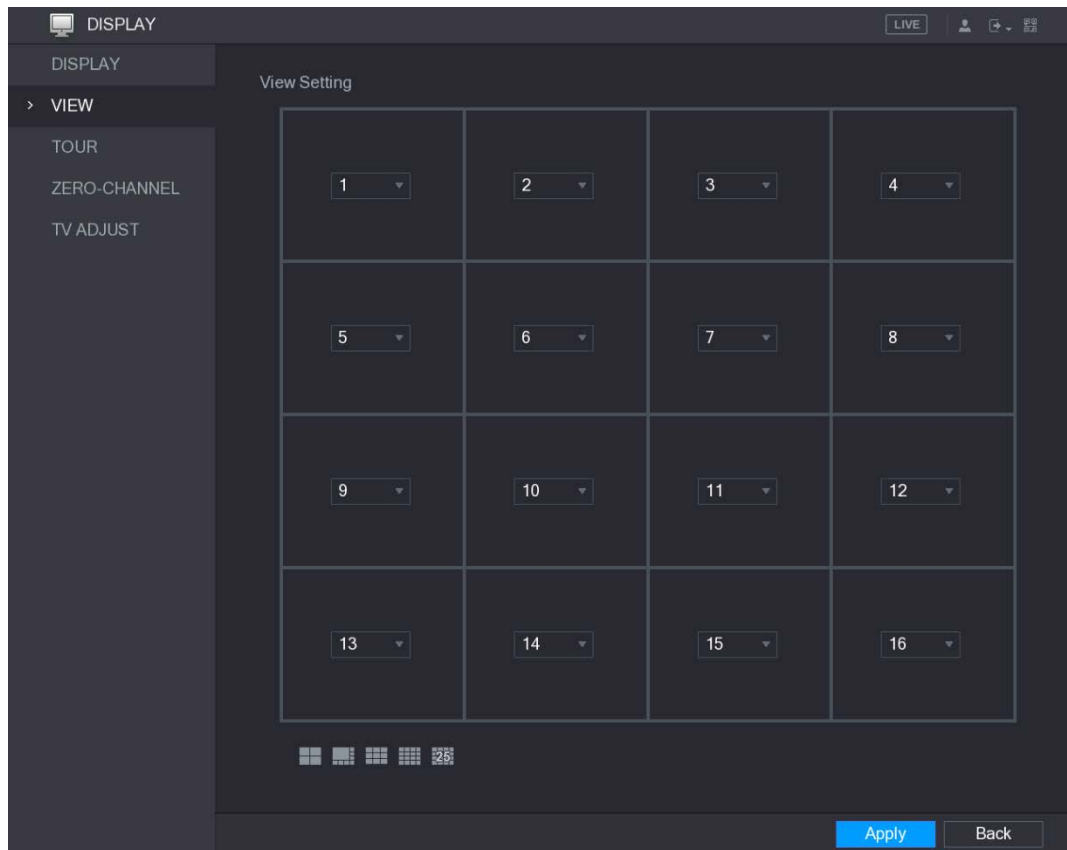 DISPLAY
LIVE
DISPLAY
VIEW
TOUR
ZERO-CHANNEL
TV ADJUST
View Setting
1 2 3 4
5 6 7 8
9 10 11 12
13 14 15 16
25
Apply Back